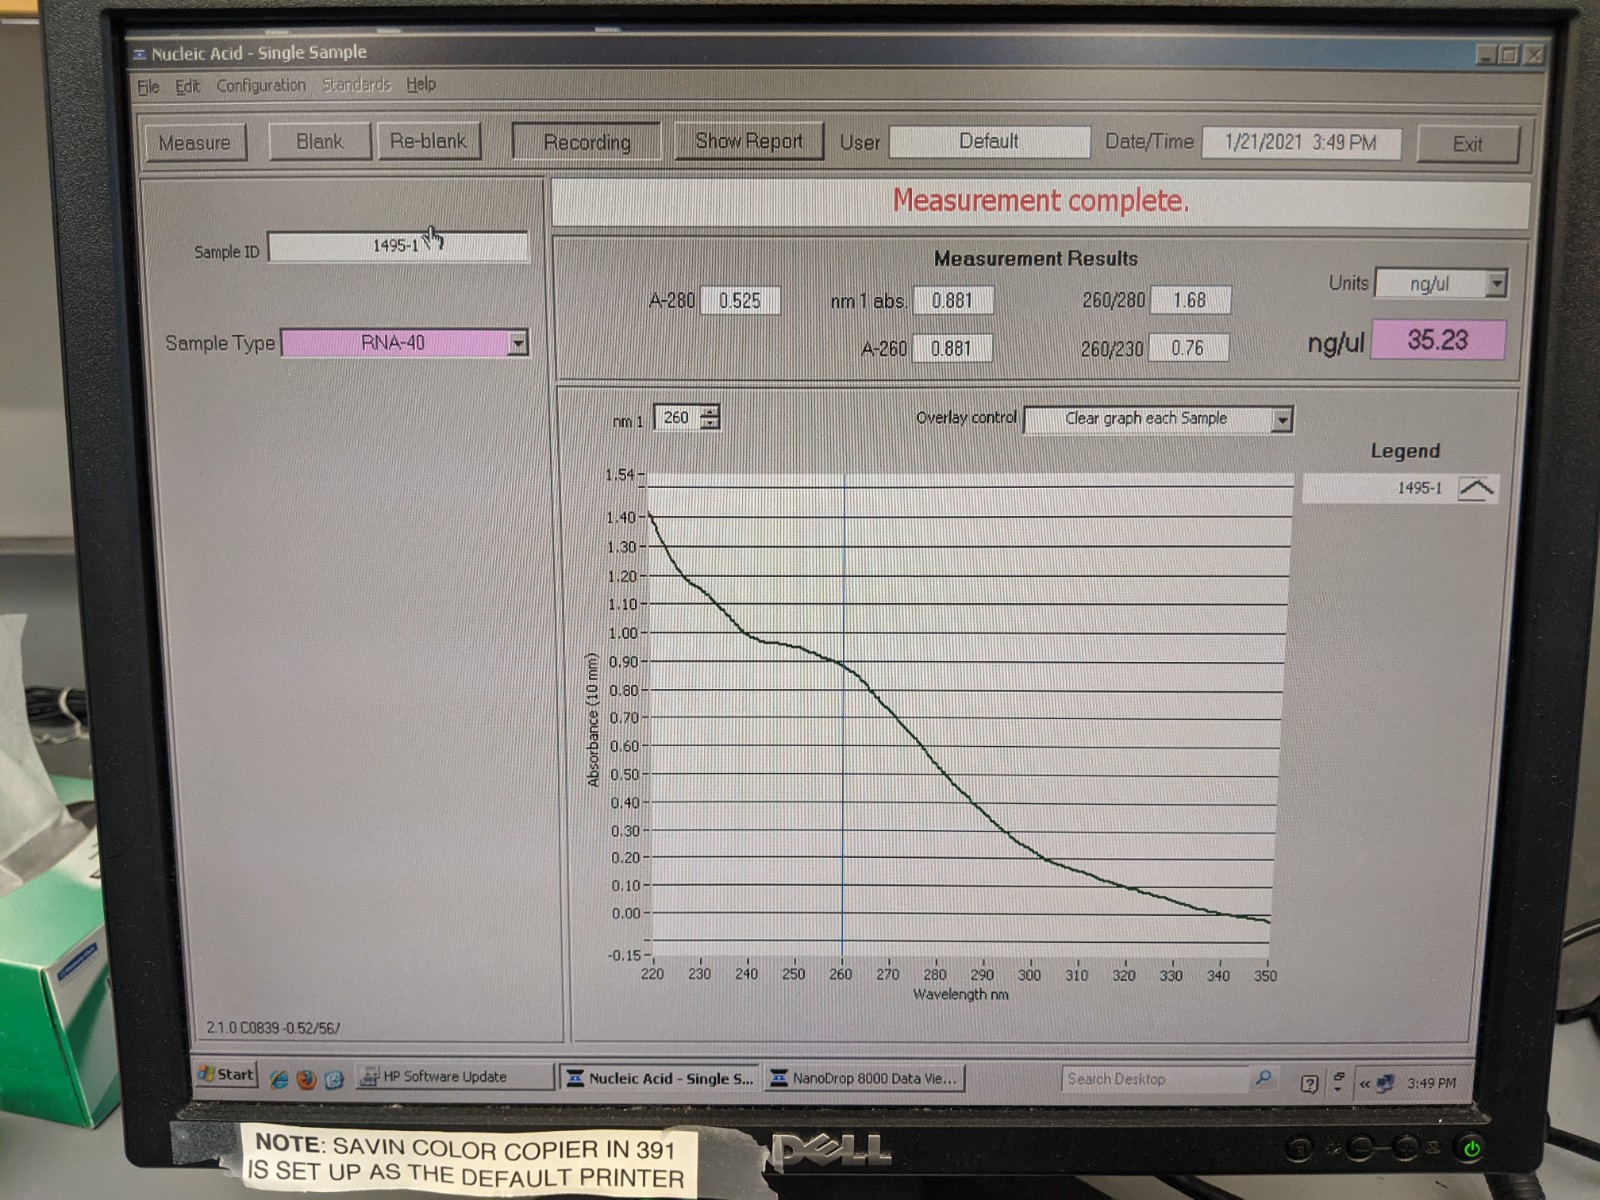 Nucleic Acid - Single Sample
File Edit Configuration Standards Help
Measure Blank Re-blank Recording Show Report User Default Date/Time 1/21/2021 3:49 PM Exit
Measurement complete.
Sample ID 1495-1
Sample Type RNA-40
Measurement Results
A-280 0.525 nm 1 abs. 0.881 260/280 1.68
A-260 0.881 260/230 0.76
Units ng/ul
ng/ul 35.23
nm 1 260 Overlay control Clear graph each Sample
Legend
1495-1
1.54
1.40
1.30
1.20
1.10
1.00
0.90
0.80
0.70
0.60
0.50
0.40
0.30
0.20
0.10
0.00
-0.15
Absorbance (10 mm)
220 230 240 250 260 270 280 290 300 310 320 330 340 350
Wavelength nm
2.1.0 C0839 -0.52/56/
Start HP Software Update Nucleic Acid - Single S... NanoDrop 8000 Data Vie... Search Desktop 3:49 PM
DELL
NOTE: SAVIN COLOR COPIER IN 391
IS SET UP AS THE DEFAULT PRINTER